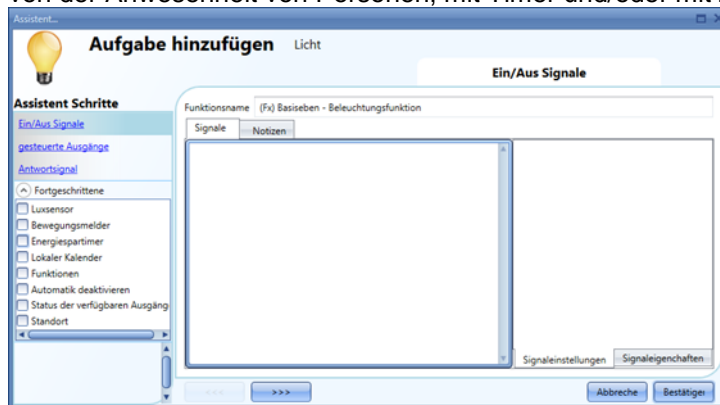 von der Anwesenheit von Personen, mit Timer und/oder mit
Assistent...
Aufgabe hinzufügen Licht
Ein/Aus Signale
Assistent Schritte
Ein/Aus Signale
gesteuerte Ausgänge
Antwortsignal
Fortgeschrittene
Luxsensor
Bewegungsmelder
Energiespartimer
Lokaler Kalender
Funktionen
Automatik deaktivieren
Status der verfügbaren Ausgäng
Standort
Funktionsname (Fx) Basiseben - Beleuchtungsfunktion
Signale Notizen
Signaleinstellungen Signaleigenchaften
<<< >>> Abbreche Bestätiger